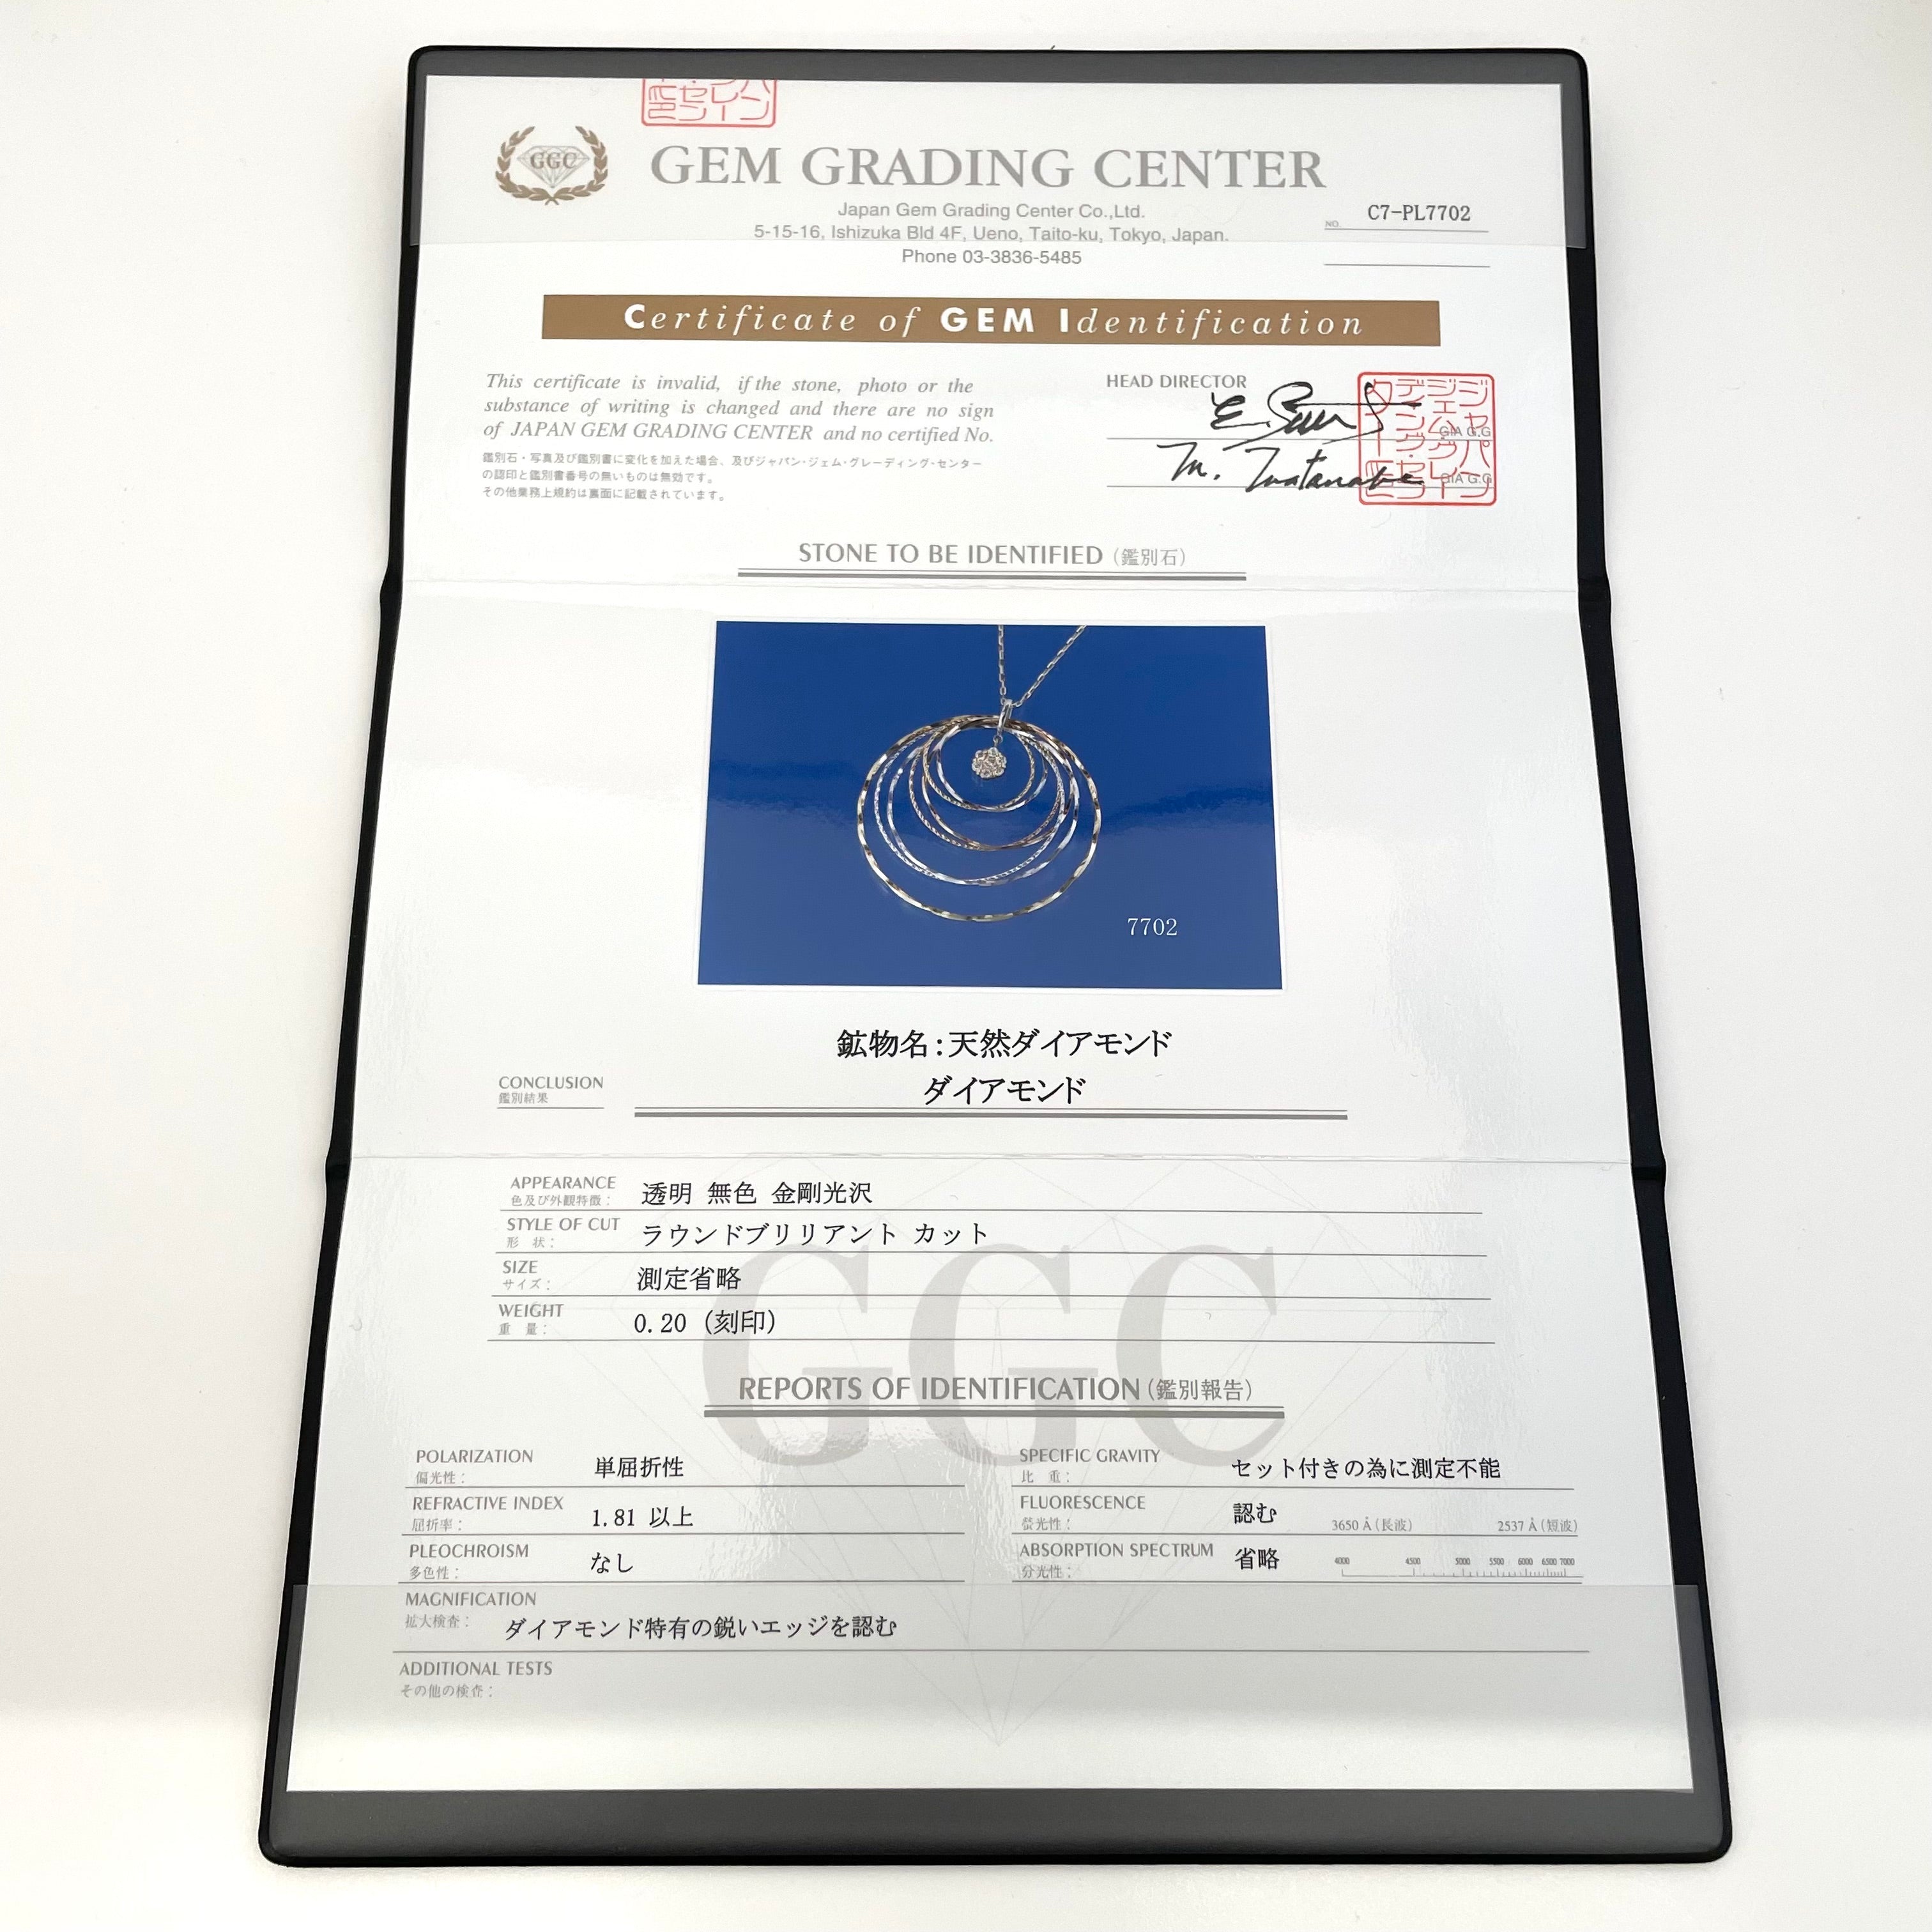 GGC
GEM GRADING CENTER
Japan Gem Grading Center Co.,Ltd.
5-15-16, Ishizuka Bld 4F, Ueno, Taito-ku, Tokyo, Japan.
Phone 03-3836-5485
NO. C7-PL7702
Certificate of GEM Identification
This certificate is invalid, if the stone, photo or the
substance of writing is changed and there are no sign
of JAPAN GEM GRADING CENTER and no certified No.
鑑別石・写真及び鑑別書に変化を加えた場合、及びジャパン・ジェム・グレーディング・センター
の認印と鑑別書番号の無いものは無効です。
その他業務上規約は裏面に記載されています。
HEAD DIRECTOR
GIA G.G
GIA G.G
STONE TO BE IDENTIFIED (鑑別石)
7702
鉱物名:天然ダイアモンド
CONCLUSION
鑑別結果
ダイアモンド
APPEARANCE
色及び外観特徴: 透明 無色 金剛光沢
STYLE OF CUT
形 状: ラウンドブリリアント カット
SIZE
サイズ: 測定省略
WEIGHT
重 量: 0.20 (刻印)
GGC
REPORTS OF IDENTIFICATION (鑑別報告)
POLARIZATION
偏光性: 単屈折性
REFRACTIVE INDEX
屈折率: 1.81 以上
PLEOCHROISM
多色性: なし
SPECIFIC GRAVITY
比 重: セット付きの為に測定不能
FLUORESCENCE
螢光性: 認む 3650 Å (長波) 2537 Å (短波)
ABSORPTION SPECTRUM
分光性: 省略 4000 4500 5000 5500 6000 6500 7000
MAGNIFICATION
拡大検査: ダイアモンド特有の鋭いエッジを認む
ADDITIONAL TESTS
その他の検査: